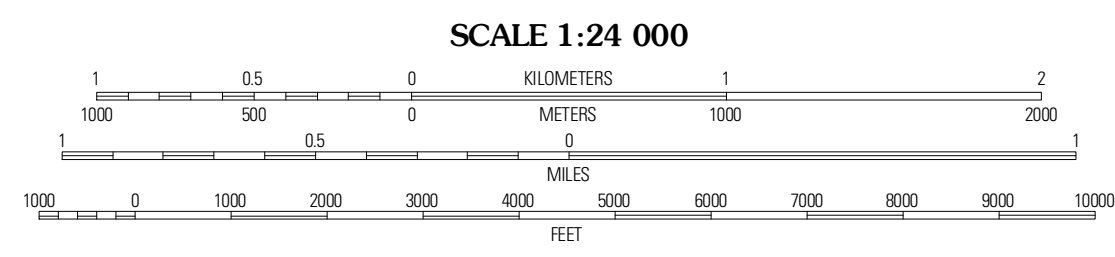 SCALE 1:24 000
1 0.5 0 KILOMETERS 1 2
1000 500 0 METERS 1000 2000
1 0.5 0 1
MILES
1000 0 1000 2000 3000 4000 5000 6000 7000 8000 9000 10000
FEET